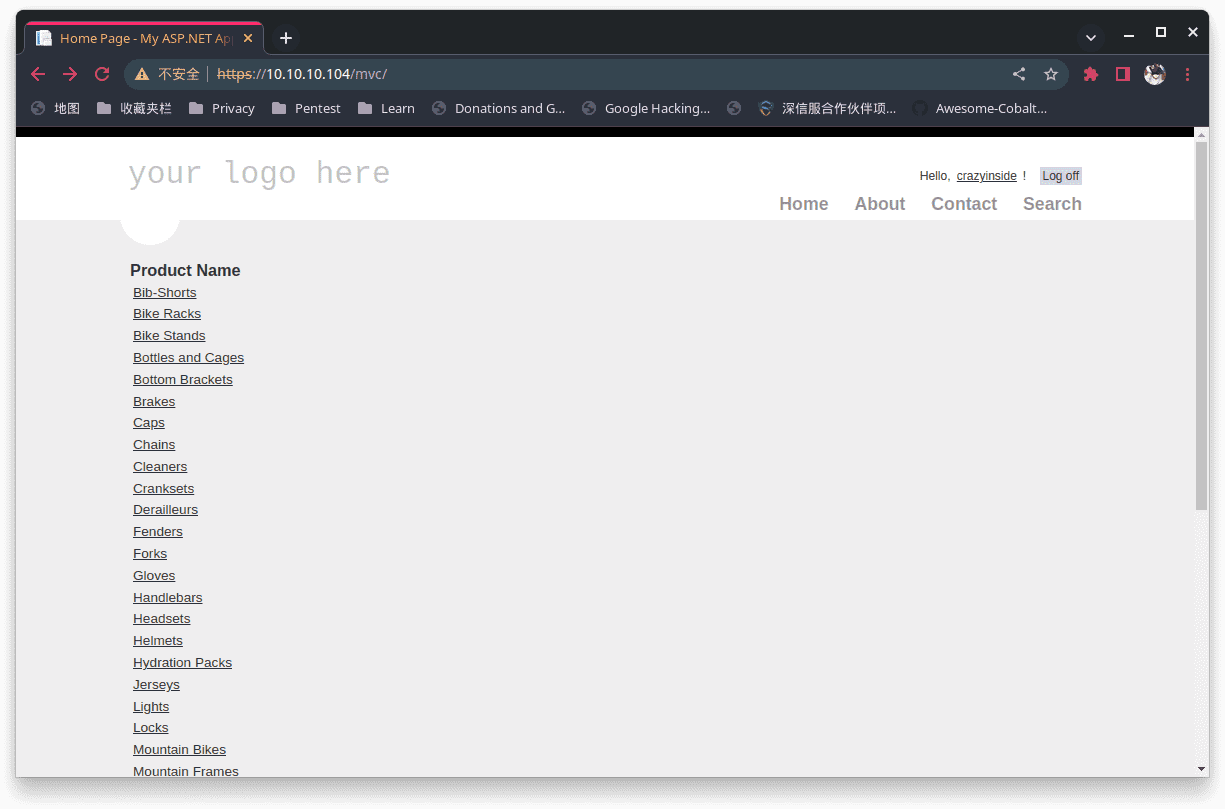 Home Page - My ASP.NET Ap
不安全 https://10.10.10.104/mvc/
地图 收藏夹栏 Privacy Pentest Learn Donations and G... Google Hacking... 深信服合作伙伴项... Awesome-Cobalt...
your logo here
Hello, crazyinside ! Log off
Home About Contact Search
Product Name
Bib-Shorts
Bike Racks
Bike Stands
Bottles and Cages
Bottom Brackets
Brakes
Caps
Chains
Cleaners
Cranksets
Derailleurs
Fenders
Forks
Gloves
Handlebars
Headsets
Helmets
Hydration Packs
Jerseys
Lights
Locks
Mountain Bikes
Mountain Frames